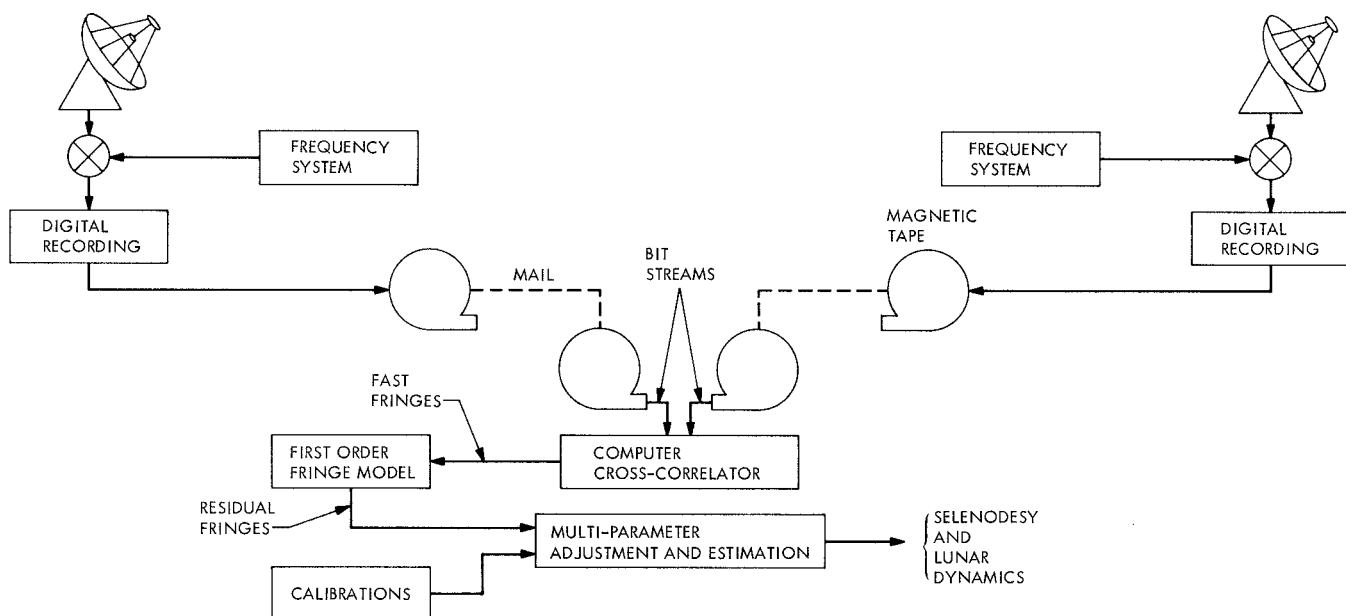 FREQUENCY
SYSTEM
FREQUENCY
SYSTEM
DIGITAL
RECORDING
MAGNETIC
TAPE
DIGITAL
RECORDING
MAIL
BIT
STREAMS
FAST
FRINGES
FIRST ORDER
FRINGE MODEL
COMPUTER
CROSS-CORRELATOR
RESIDUAL
FRINGES
MULTI-PARAMETER
ADJUSTMENT AND ESTIMATION
SELENODESY
AND
LUNAR
DYNAMICS
CALIBRATIONS